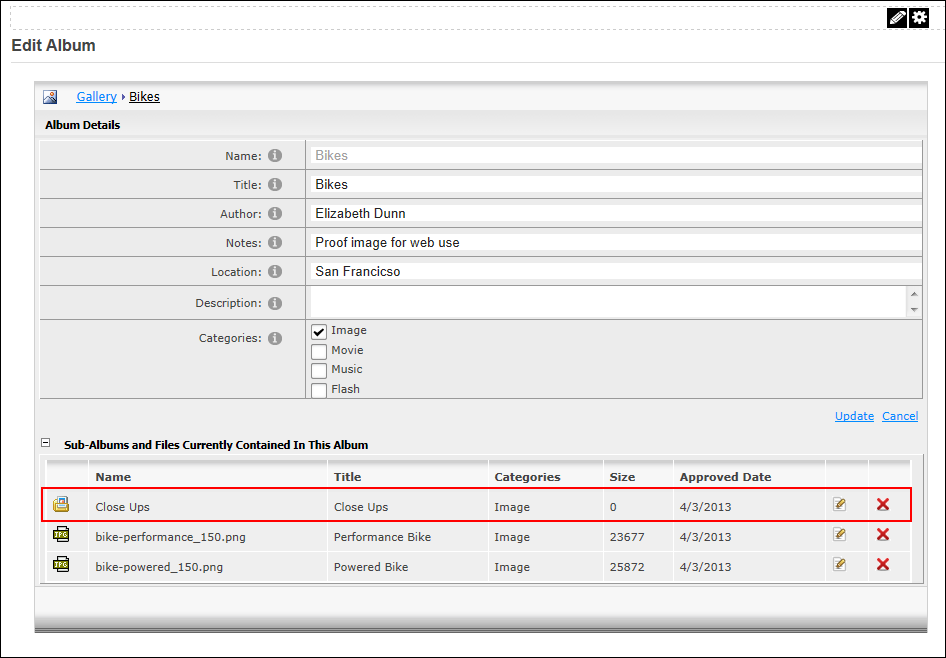 Edit Album
Gallery Bikes
Album Details
Name: Bikes
Title: Bikes
Author: Elizabeth Dunn
Notes: Proof image for web use
Location: San Francicso
Description:
Categories: Image
Movie
Music
Flash
Update Cancel
Sub-Albums and Files Currently Contained In This Album
Name Title Categories Size Approved Date
Close Ups Close Ups Image 0 4/3/2013
JPG bike-performance_150.png Performance Bike Image 23677 4/3/2013
JPG bike-powered_150.png Powered Bike Image 25872 4/3/2013